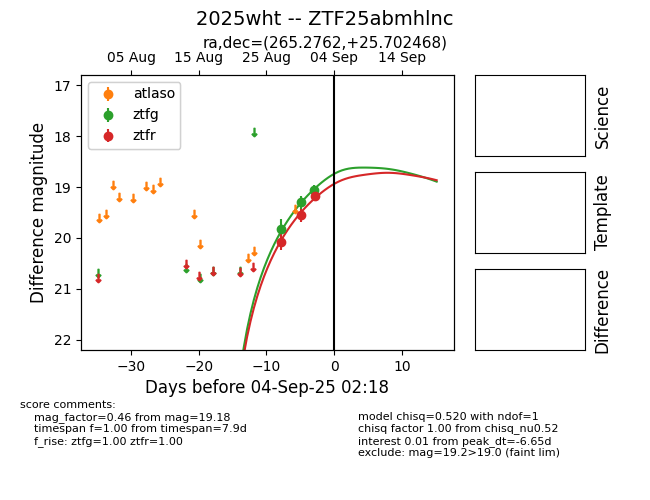 2025wht -- ZTF25abmhlnc
ra,dec=(265.2762,+25.702468)
05 Aug 15 Aug 25 Aug 04 Sep 14 Sep
atlaso
ztfg
ztfr
17
18
19
20
21
22
Difference magnitude
−30 −20 −10 0 10
Days before 04-Sep-25 02:18
Science
Template
Difference
score comments:
mag_factor=0.46 from mag=19.18
timespan f=1.00 from timespan=7.9d
f_rise: ztfg=1.00 ztfr=1.00
model chisq=0.520 with ndof=1
chisq factor 1.00 from chisq_nu0.52
interest 0.01 from peak_dt=-6.65d
exclude: mag=19.2>19.0 (faint lim)